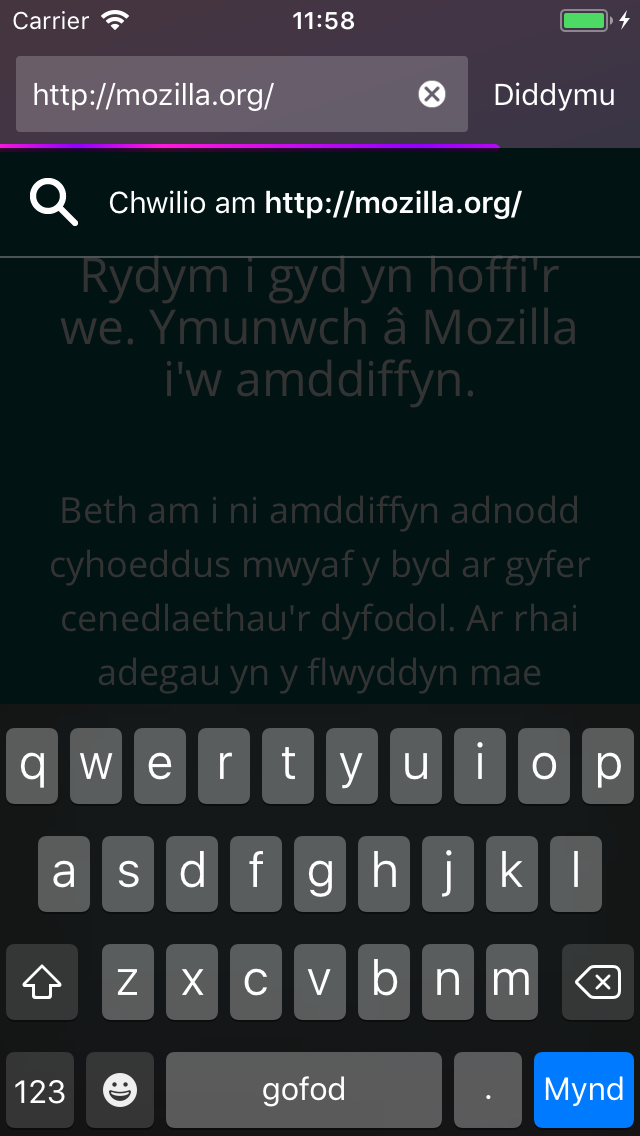 Carrier 11:58
http://mozilla.org/ Diddymu
Chwilio am http://mozilla.org/
Rydym i gyd yn hoffi'r
we. Ymunwch â Mozilla
i'w amddiffyn.
Beth am i ni amddiffyn adnodd
cyhoeddus mwyaf y byd ar gyfer
cenedlaethau'r dyfodol. Ar rhai
adegau yn y flwyddyn mae
q w e r t y u i o p
a s d f g h j k l
z x c v b n m
123 gofod . Mynd